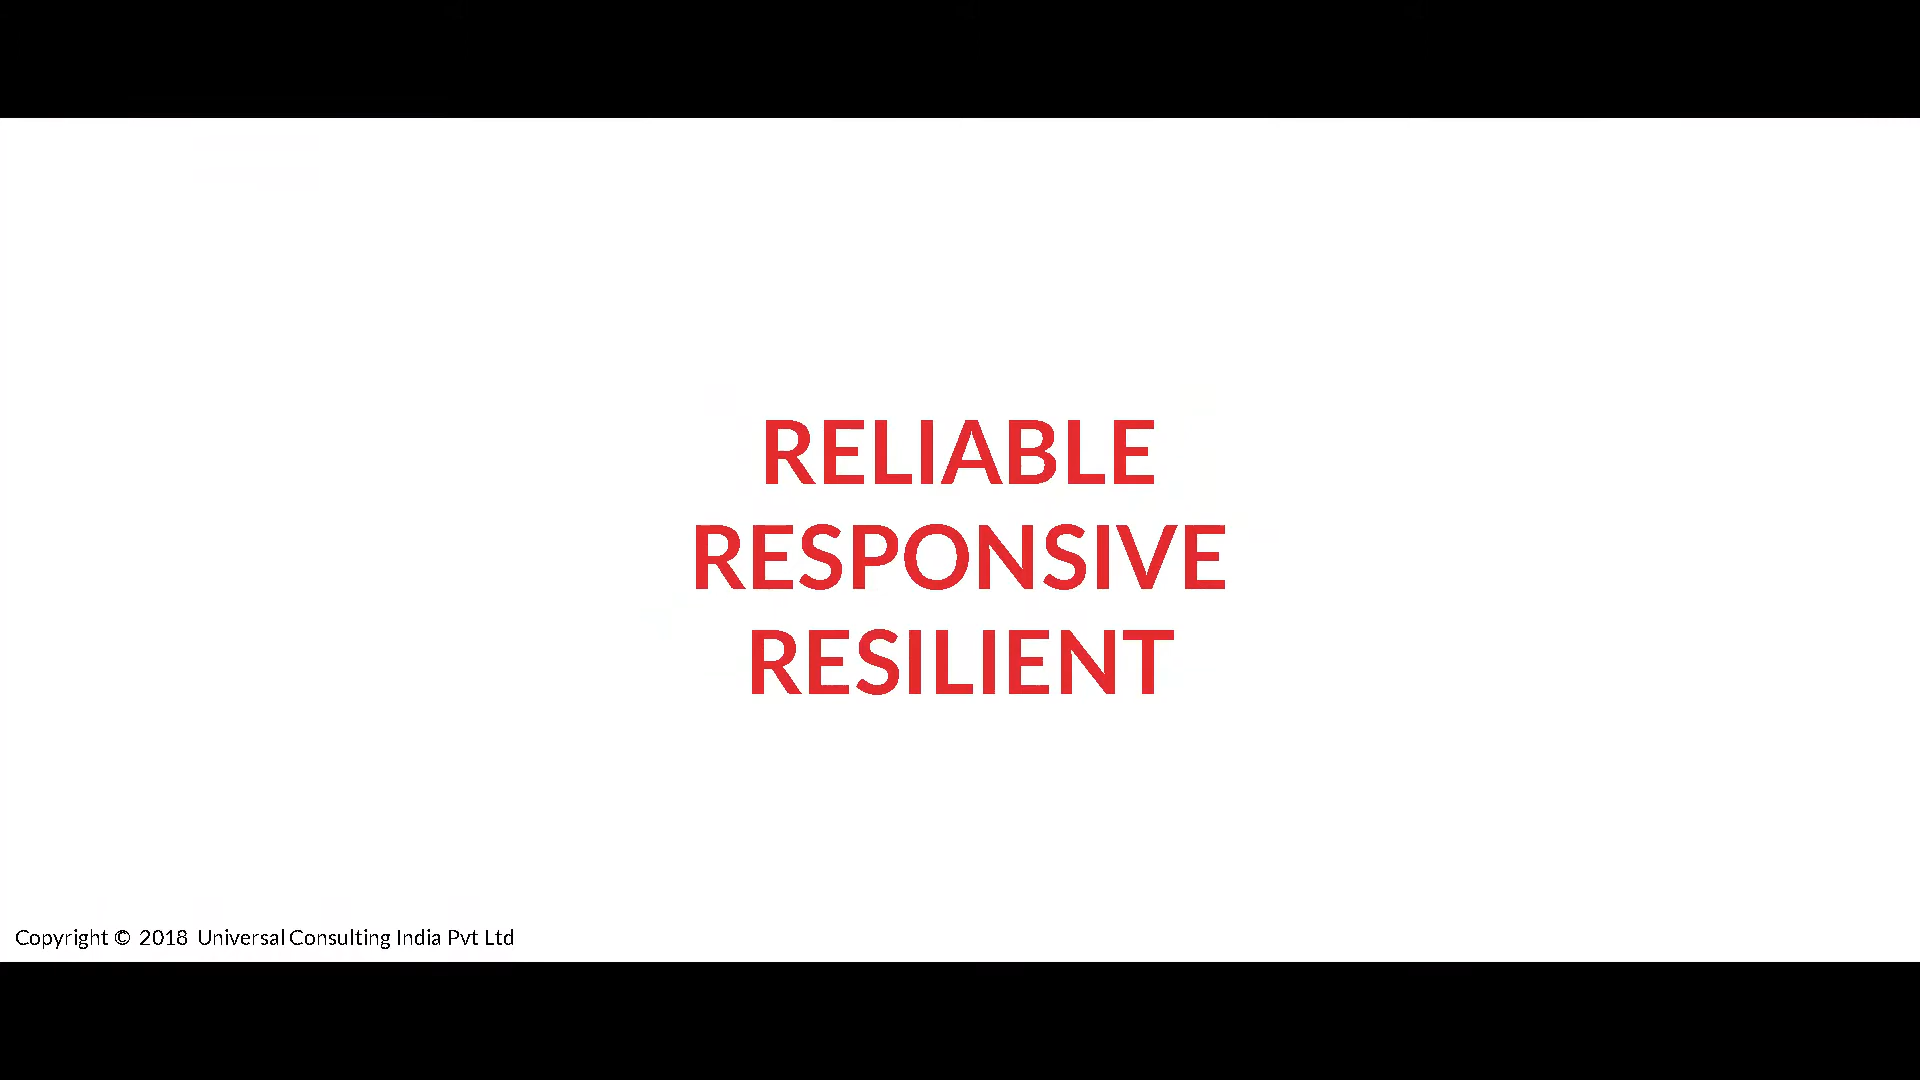 RELIABLE
RESPONSIVE
RESILIENT
Copyright © 2018 Universal Consulting India Pvt Ltd